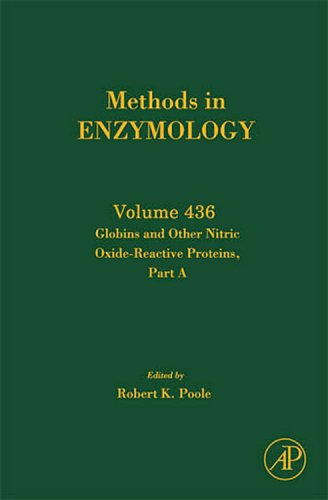 Methods in
ENZYMOLOGY
Volume 436
Globins and Other Nitric
Oxide-Reactive Proteins,
Part A
Edited by
Robert K. Poole
AP